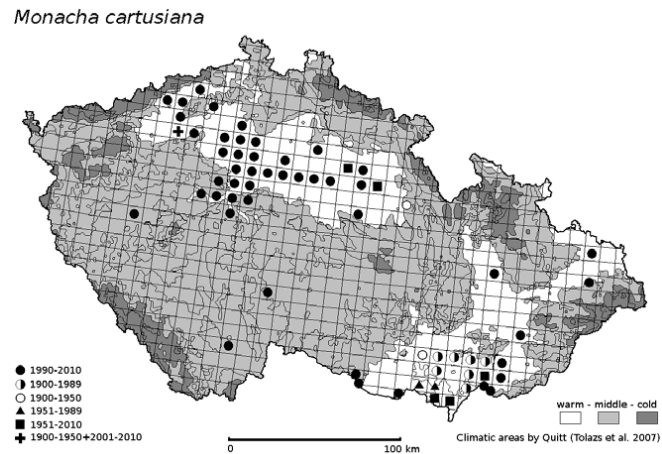 Monacha cartusiana
1990-2010
1900-1989
1900-1950
1951-1989
1951-2010
1900-1950+2001-2010
0 100 km
warm - middle - cold
Climatic areas by Quitt (Tolazs et al. 2007)